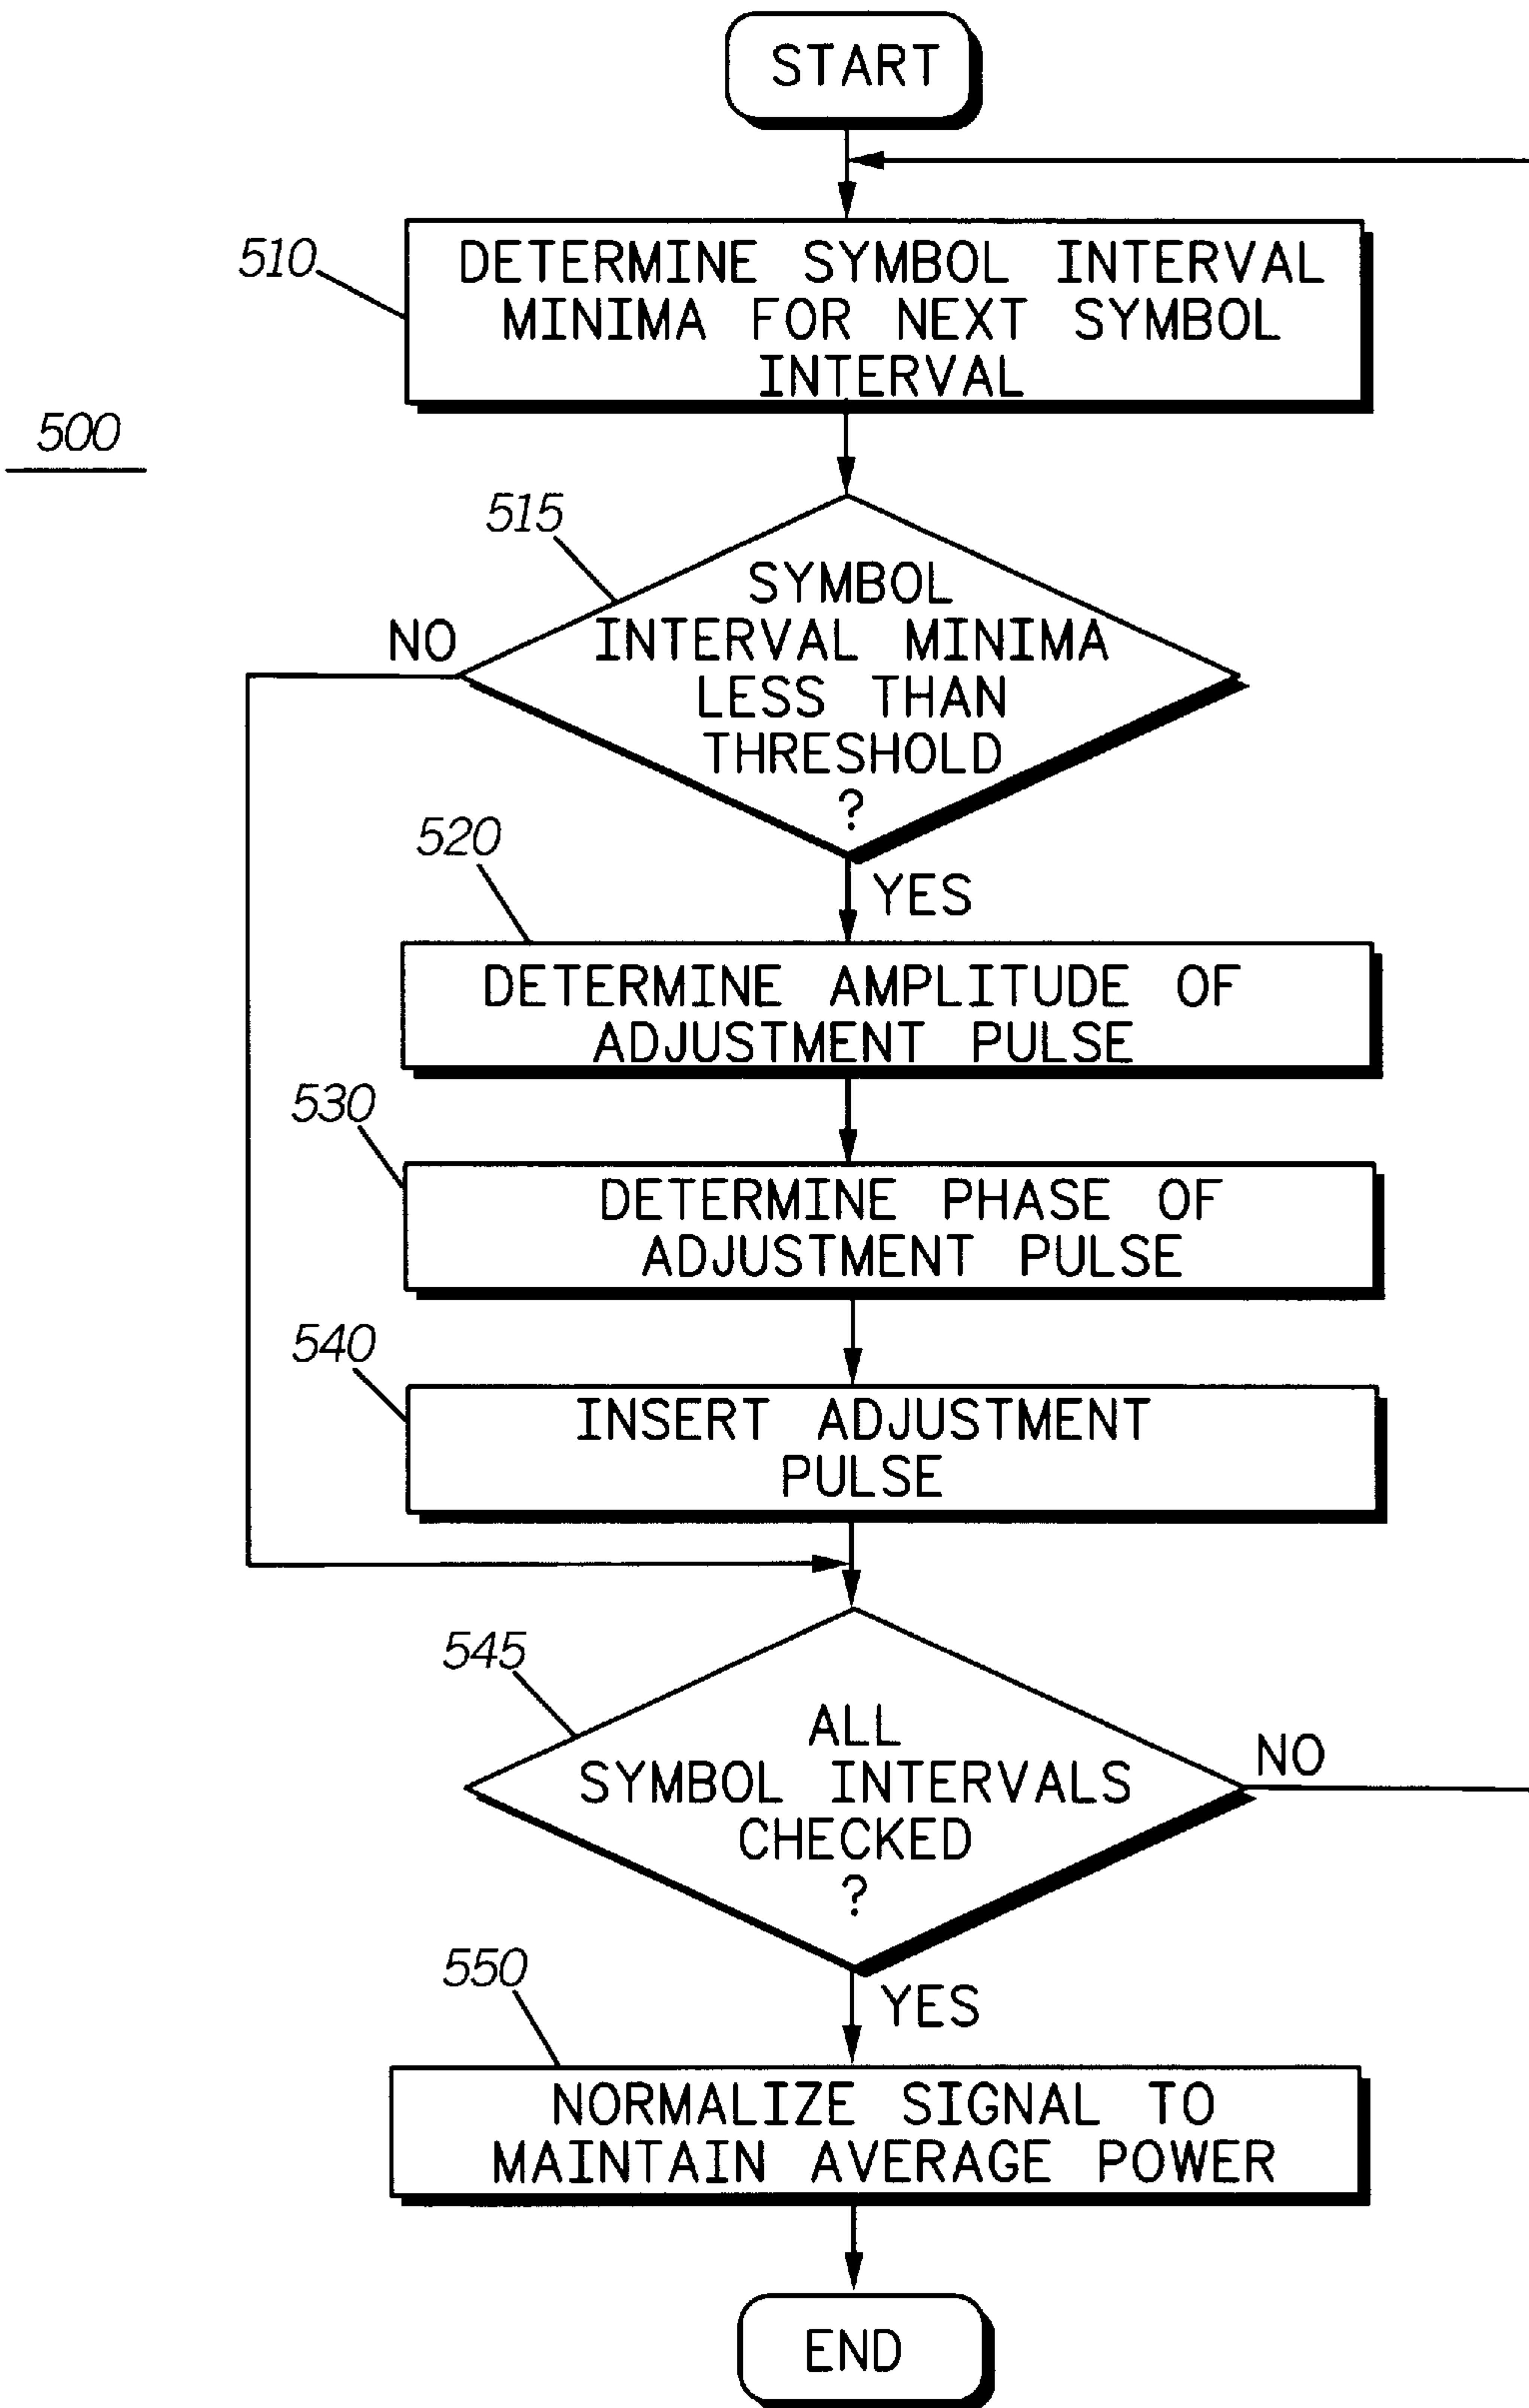 START
510
DETERMINE SYMBOL INTERVAL
MINIMA FOR NEXT SYMBOL
INTERVAL
500
515
SYMBOL
INTERVAL MINIMA
LESS THAN
THRESHOLD
?
NO
YES
520
DETERMINE AMPLITUDE OF
ADJUSTMENT PULSE
530
DETERMINE PHASE OF
ADJUSTMENT PULSE
540
INSERT ADJUSTMENT
PULSE
545
ALL
SYMBOL INTERVALS
CHECKED
?
NO
YES
550
NORMALIZE SIGNAL TO
MAINTAIN AVERAGE POWER
END